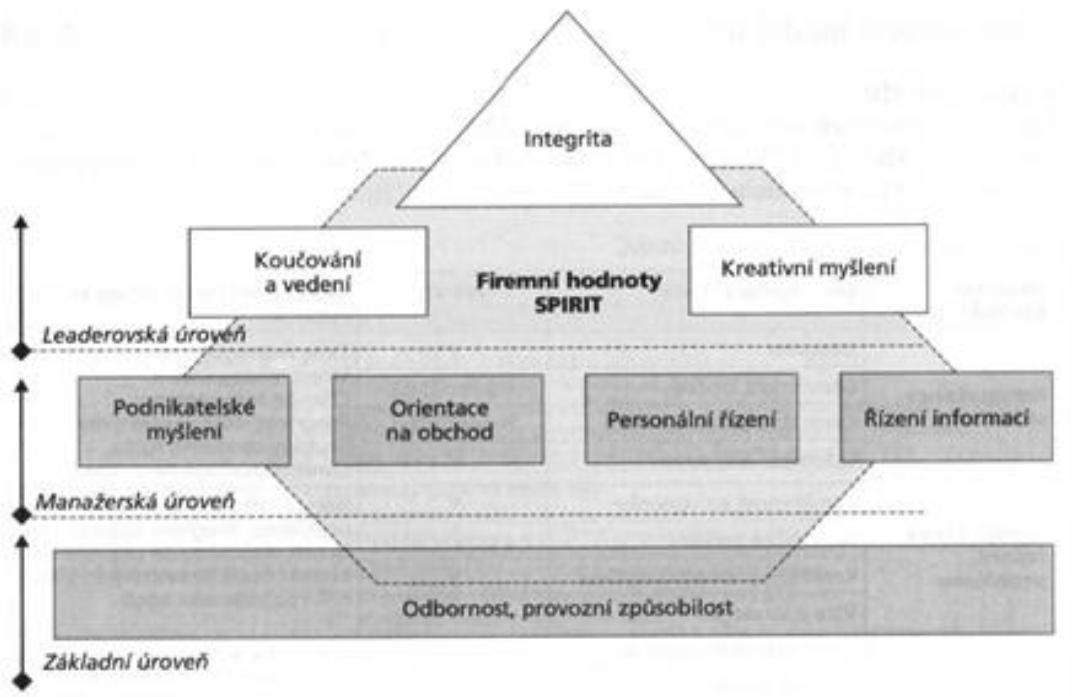 Integrita
Koučování
a vedení
Firemní hodnoty
SPIRIT
Kreativní myšlení
Leaderovská úroveň
Podnikatelské
myšlení
Orientace
na obchod
Personální řízení
Řízení informací
Manažerská úroveň
Odbornost, provozní způsobilost
Základní úroveň